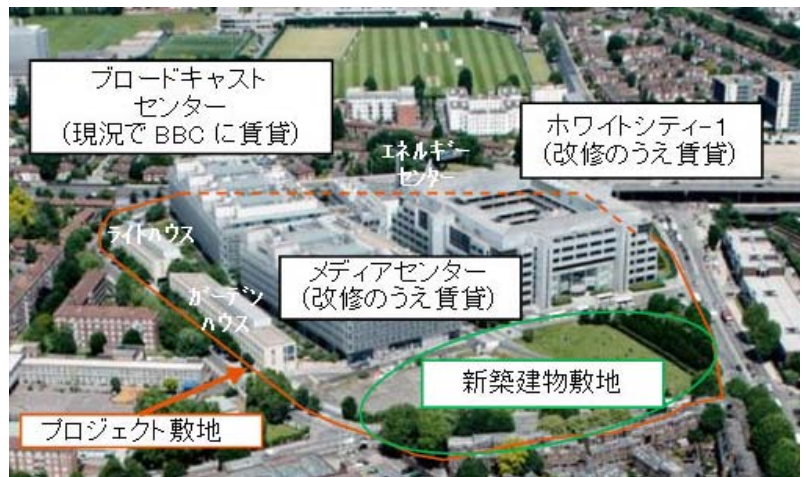 ブロードキャスト
センター
（現況で BBC に賃貸）
ホワイトシティ-1
（改修のうえ賃貸）
エネルギー
センター
ライトハウス
メディアセンター
（改修のうえ賃貸）
ガーデン
ハウス
新築建物敷地
プロジェクト敷地